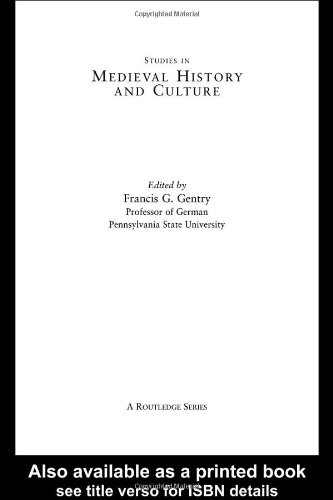 STUDIES IN
MEDIEVAL HISTORY
AND CULTURE
Edited by
Francis G. Gentry
Professor of German
Pennsylvania State University
A ROUTLEDGE SERIES
Also available as a printed book
see title verso for ISBN details